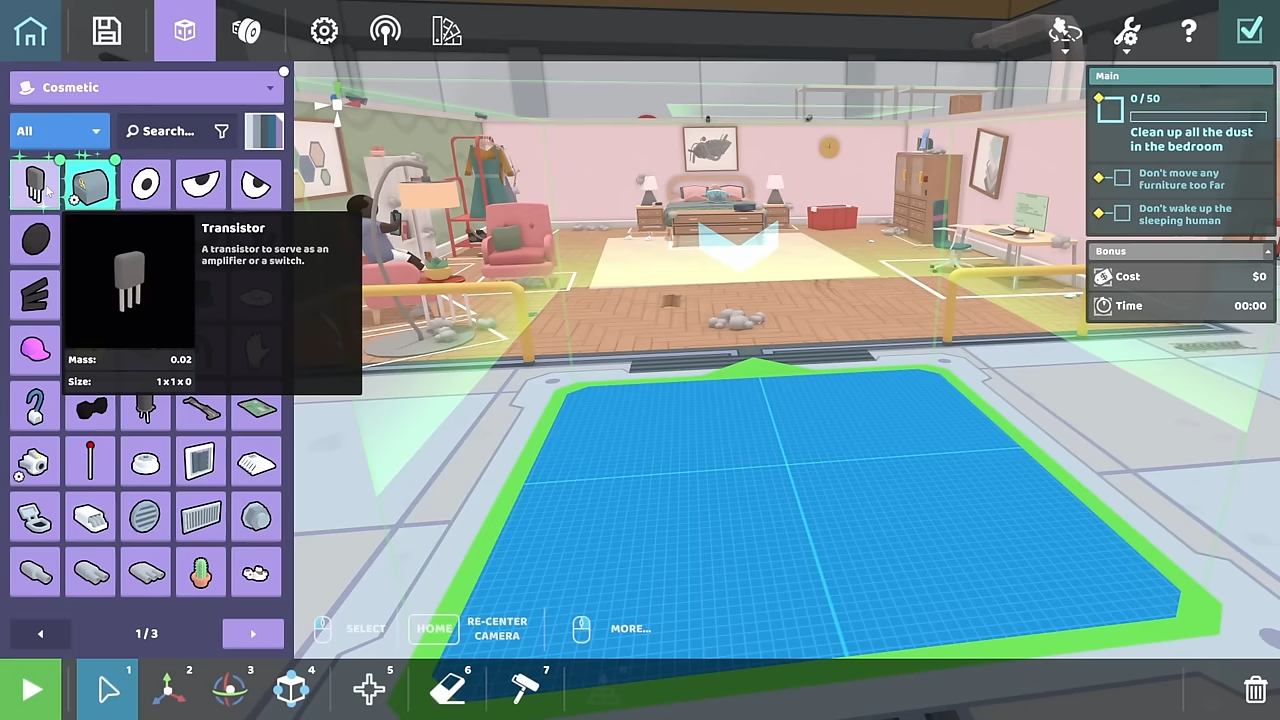 Cosmetic
All
Search...
Transistor
A transistor to serve as an
amplifier or a switch.
Mass:
0.02
Size:
1x1x0
1 / 3
SELECT
HOME
RE-CENTER
CAMERA
MORE...
1
2
3
4
5
6
7
?
Main
0 / 50
Clean up all the dust
in the bedroom
Don't move any
furniture too far
Don't wake up the
sleeping human
Bonus
Cost
$0
Time
00:00